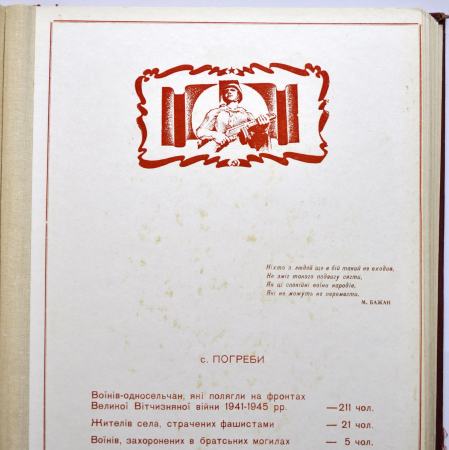 Ніхто з людей ще в бій такий не входив,
Не зміг такого подвигу сягти,
Як ці спокійні воїни народів,
Які не можуть не перемагти.
М. БАЖАН
с. ПОГРЕБИ
Воїнів-односельчан, які полягли на фронтах
Великої Вітчизняної війни 1941-1945 рр. — 211 чол.
Жителів села, страчених фашистами — 21 чол.
Воїнів, захоронених в братських могилах — 5 чол.